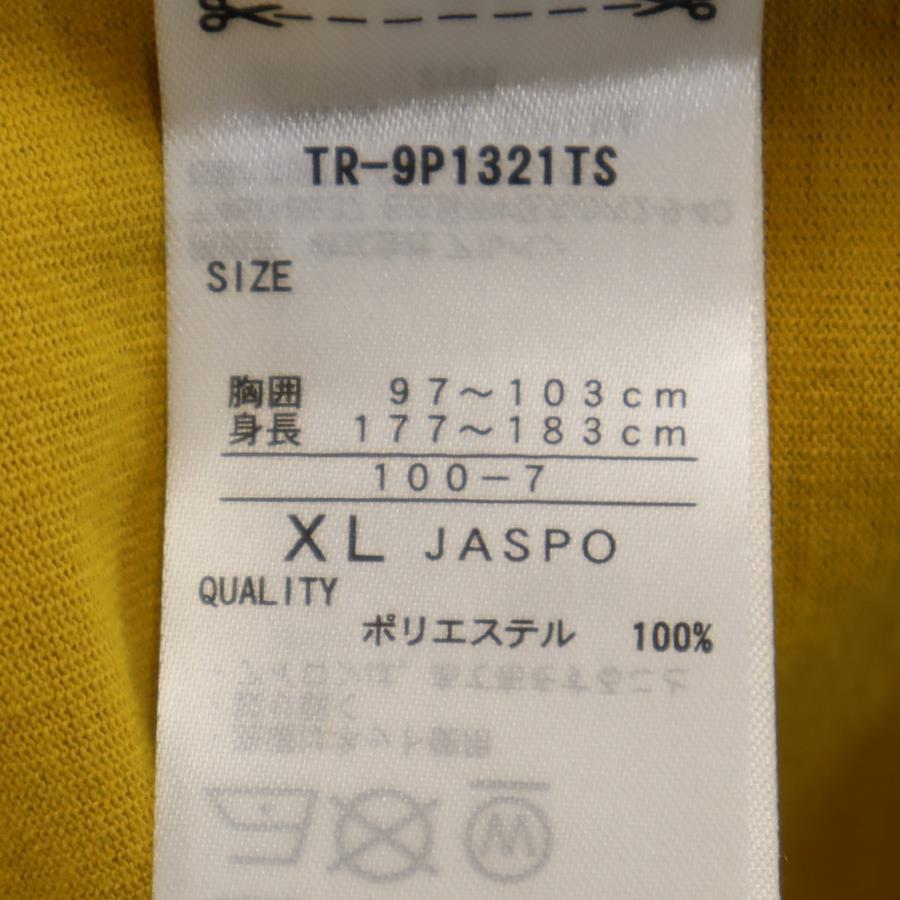 TR-9P1321TS
SIZE
胸囲 97～103cm
身長 177～183cm
100-7
XL JASPO
QUALITY
ポリエステル 100%